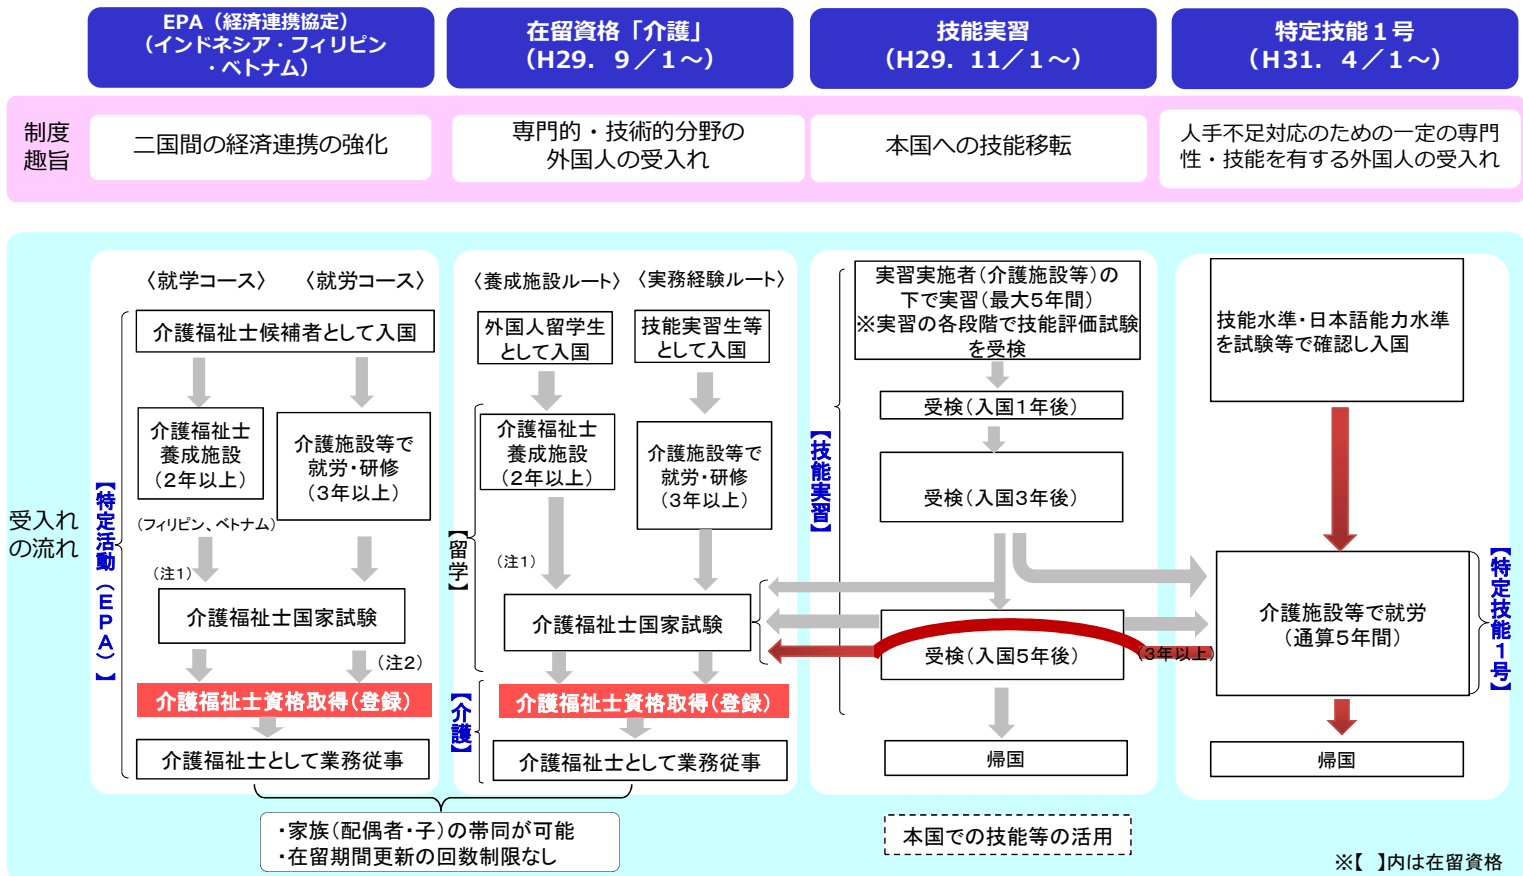 EPA（経済連携協定）
（インドネシア・フィリピン
・ベトナム）
在留資格「介護」
（H29．９／１～）
技能実習
（H29．11／１～）
特定技能１号
（H31．４／１～）
制度
趣旨
二国間の経済連携の強化
専門的・技術的分野の
外国人の受入れ
本国への技能移転
人手不足対応のための一定の専門
性・技能を有する外国人の受入れ
受入れ
の流れ
〈就学コース〉
〈就労コース〉
介護福祉士候補者として入国
介護福祉士
養成施設
（２年以上）
介護施設等で
就労・研修
（３年以上）
（フィリピン、ベトナム）
（注１）
介護福祉士国家試験
（注２）
介護福祉士資格取得（登録）
介護福祉士として業務従事
【特定活動（ＥＰＡ）】
〈養成施設ルート〉
〈実務経験ルート〉
外国人留学生
として入国
技能実習生等
として入国
介護福祉士
養成施設
（２年以上）
介護施設等で
就労・研修
（３年以上）
【留学】
（注１）
介護福祉士国家試験
介護福祉士資格取得（登録）
【介護】
介護福祉士として業務従事
・家族（配偶者・子）の帯同が可能
・在留期間更新の回数制限なし
実習実施者（介護施設等）の
下で実習（最大５年間）
※実習の各段階で技能評価試験
を受検
受検（入国１年後）
【技能実習】
受検（入国３年後）
受検（入国５年後）
（３年以上）
帰国
本国での技能等の活用
技能水準・日本語能力水準
を試験等で確認し入国
介護施設等で就労
（通算５年間）
【特定技能１号】
帰国
※【　】内は在留資格